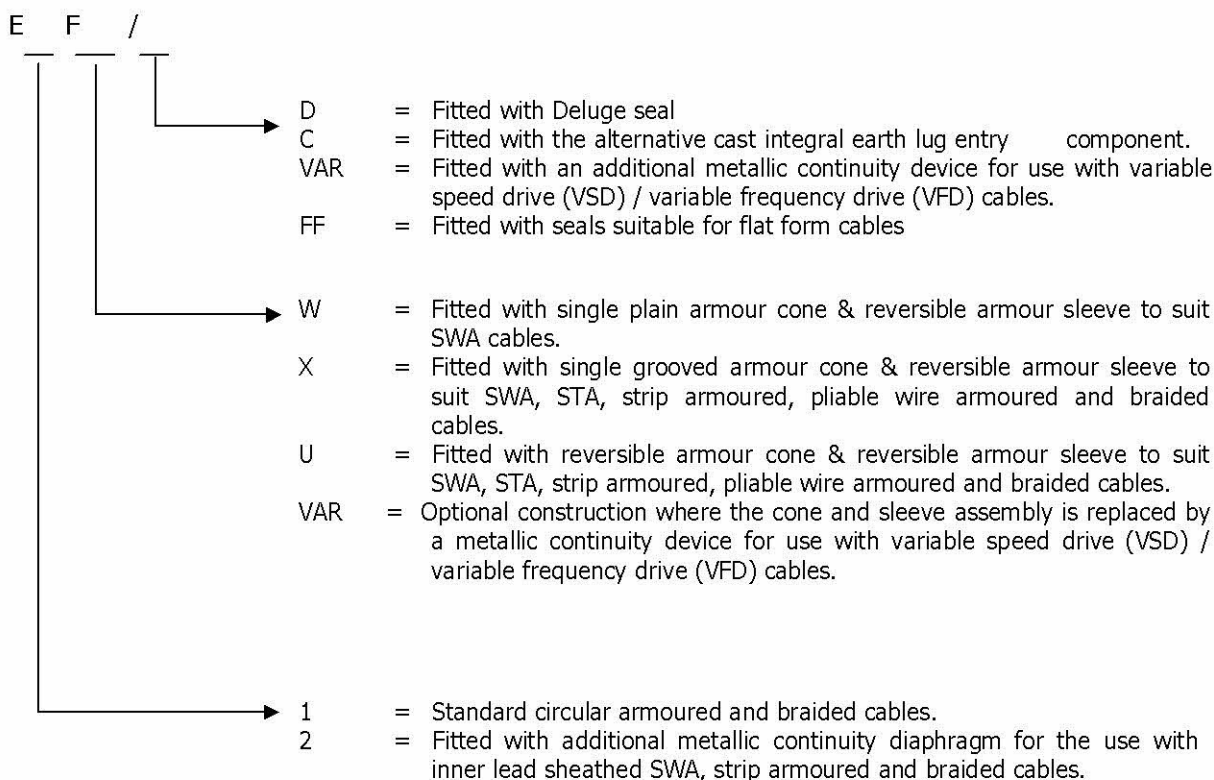 E F /
D = Fitted with Deluge seal
C = Fitted with the alternative cast integral earth lug entry component.
VAR = Fitted with an additional metallic continuity device for use with variable
speed drive (VSD) / variable frequency drive (VFD) cables.
FF = Fitted with seals suitable for flat form cables
W = Fitted with single plain armour cone & reversible armour sleeve to suit
SWA cables.
X = Fitted with single grooved armour cone & reversible armour sleeve to
suit SWA, STA, strip armoured, pliable wire armoured and braided
cables.
U = Fitted with reversible armour cone & reversible armour sleeve to suit
SWA, STA, strip armoured, pliable wire armoured and braided cables.
VAR = Optional construction where the cone and sleeve assembly is replaced by
a metallic continuity device for use with variable speed drive (VSD) /
variable frequency drive (VFD) cables.
1 = Standard circular armoured and braided cables.
2 = Fitted with additional metallic continuity diaphragm for the use with
inner lead sheathed SWA, strip armoured and braided cables.